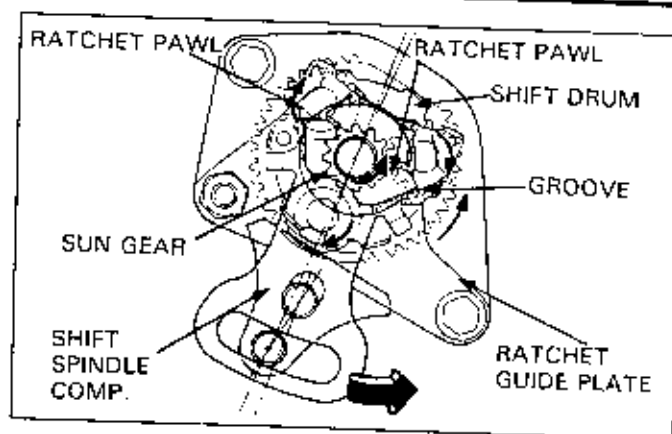 RATCHET PAWL
RATCHET PAWL
SHIFT DRUM
GROOVE
SUN GEAR
SHIFT
SPINDLE
COMP.
RATCHET
GUIDE PLATE